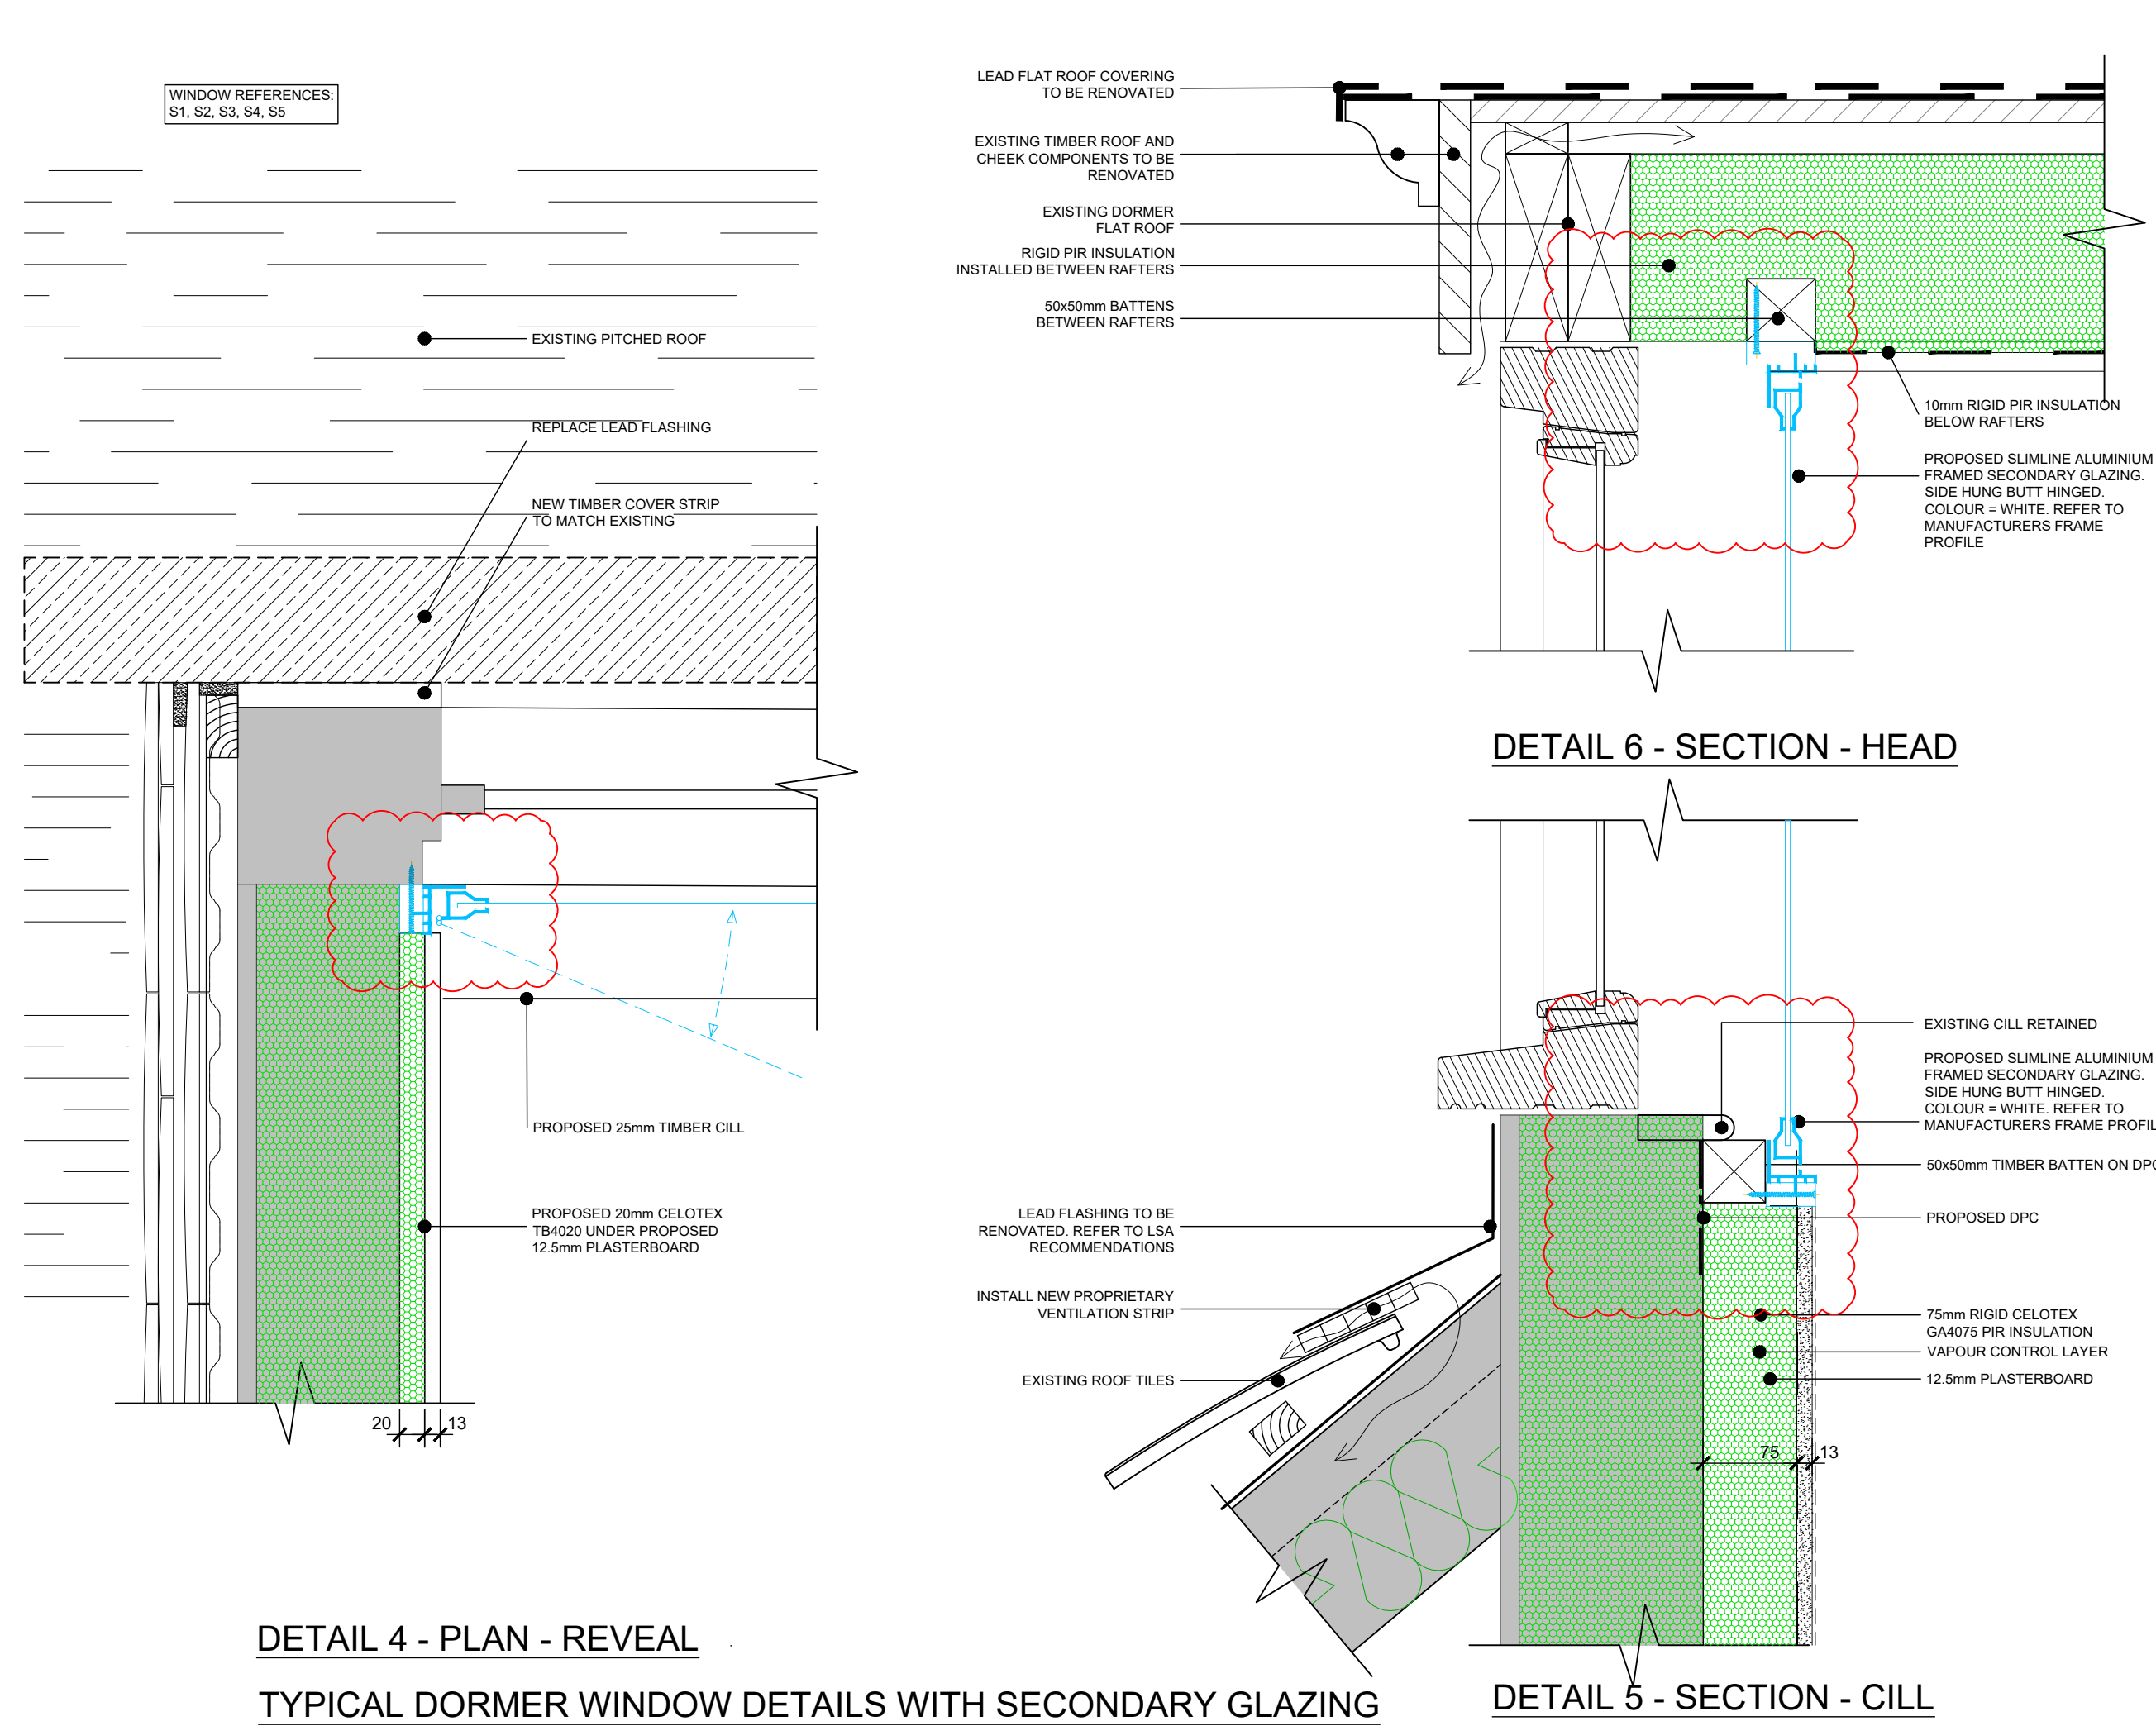 WINDOW REFERENCES:
S1, S2, S3, S4, S5
EXISTING PITCHED ROOF
REPLACE LEAD FLASHING
NEW TIMBER COVER STRIP
TO MATCH EXISTING
PROPOSED 25mm TIMBER CILL
PROPOSED 20mm CELOTEX
TB4020 UNDER PROPOSED
12.5mm PLASTERBOARD
20
13
DETAIL 4 - PLAN - REVEAL
TYPICAL DORMER WINDOW DETAILS WITH SECONDARY GLAZING
LEAD FLAT ROOF COVERING
TO BE RENOVATED
EXISTING TIMBER ROOF AND
CHEEK COMPONENTS TO BE
RENOVATED
EXISTING DORMER
FLAT ROOF
RIGID PIR INSULATION
INSTALLED BETWEEN RAFTERS
50x50mm BATTENS
BETWEEN RAFTERS
10mm RIGID PIR INSULATION
BELOW RAFTERS
PROPOSED SLIMLINE ALUMINIUM
FRAMED SECONDARY GLAZING.
SIDE HUNG BUTT HINGED.
COLOUR = WHITE. REFER TO
MANUFACTURERS FRAME
PROFILE
DETAIL 6 - SECTION - HEAD
EXISTING CILL RETAINED
PROPOSED SLIMLINE ALUMINIUM
FRAMED SECONDARY GLAZING.
SIDE HUNG BUTT HINGED.
COLOUR = WHITE. REFER TO
MANUFACTURERS FRAME
50x50mm TIMBER BATTEN ON
PROPOSED DPC
LEAD FLASHING TO BE
RENOVATED. REFER TO LSA
RECOMMENDATIONS
INSTALL NEW PROPRIETARY
VENTILATION STRIP
EXISTING ROOF TILES
75mm RIGID CELOTEX
GA4075 PIR INSULATION
VAPOUR CONTROL LAYER
12.5mm PLASTERBOARD
75
13
DETAIL 5 - SECTION - CILL